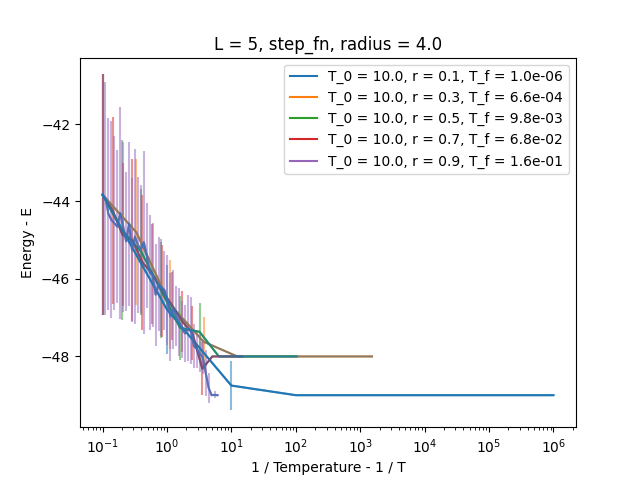 L = 5, step_fn, radius = 4.0
T_0 = 10.0, r = 0.1, T_f = 1.0e-06
T_0 = 10.0, r = 0.3, T_f = 6.6e-04
T_0 = 10.0, r = 0.5, T_f = 9.8e-03
T_0 = 10.0, r = 0.7, T_f = 6.8e-02
T_0 = 10.0, r = 0.9, T_f = 1.6e-01
Energy - E
−42
−44
−46
−48
10⁻¹ 10⁰ 10¹ 10² 10³ 10⁴ 10⁵ 10⁶
1 / Temperature - 1 / T